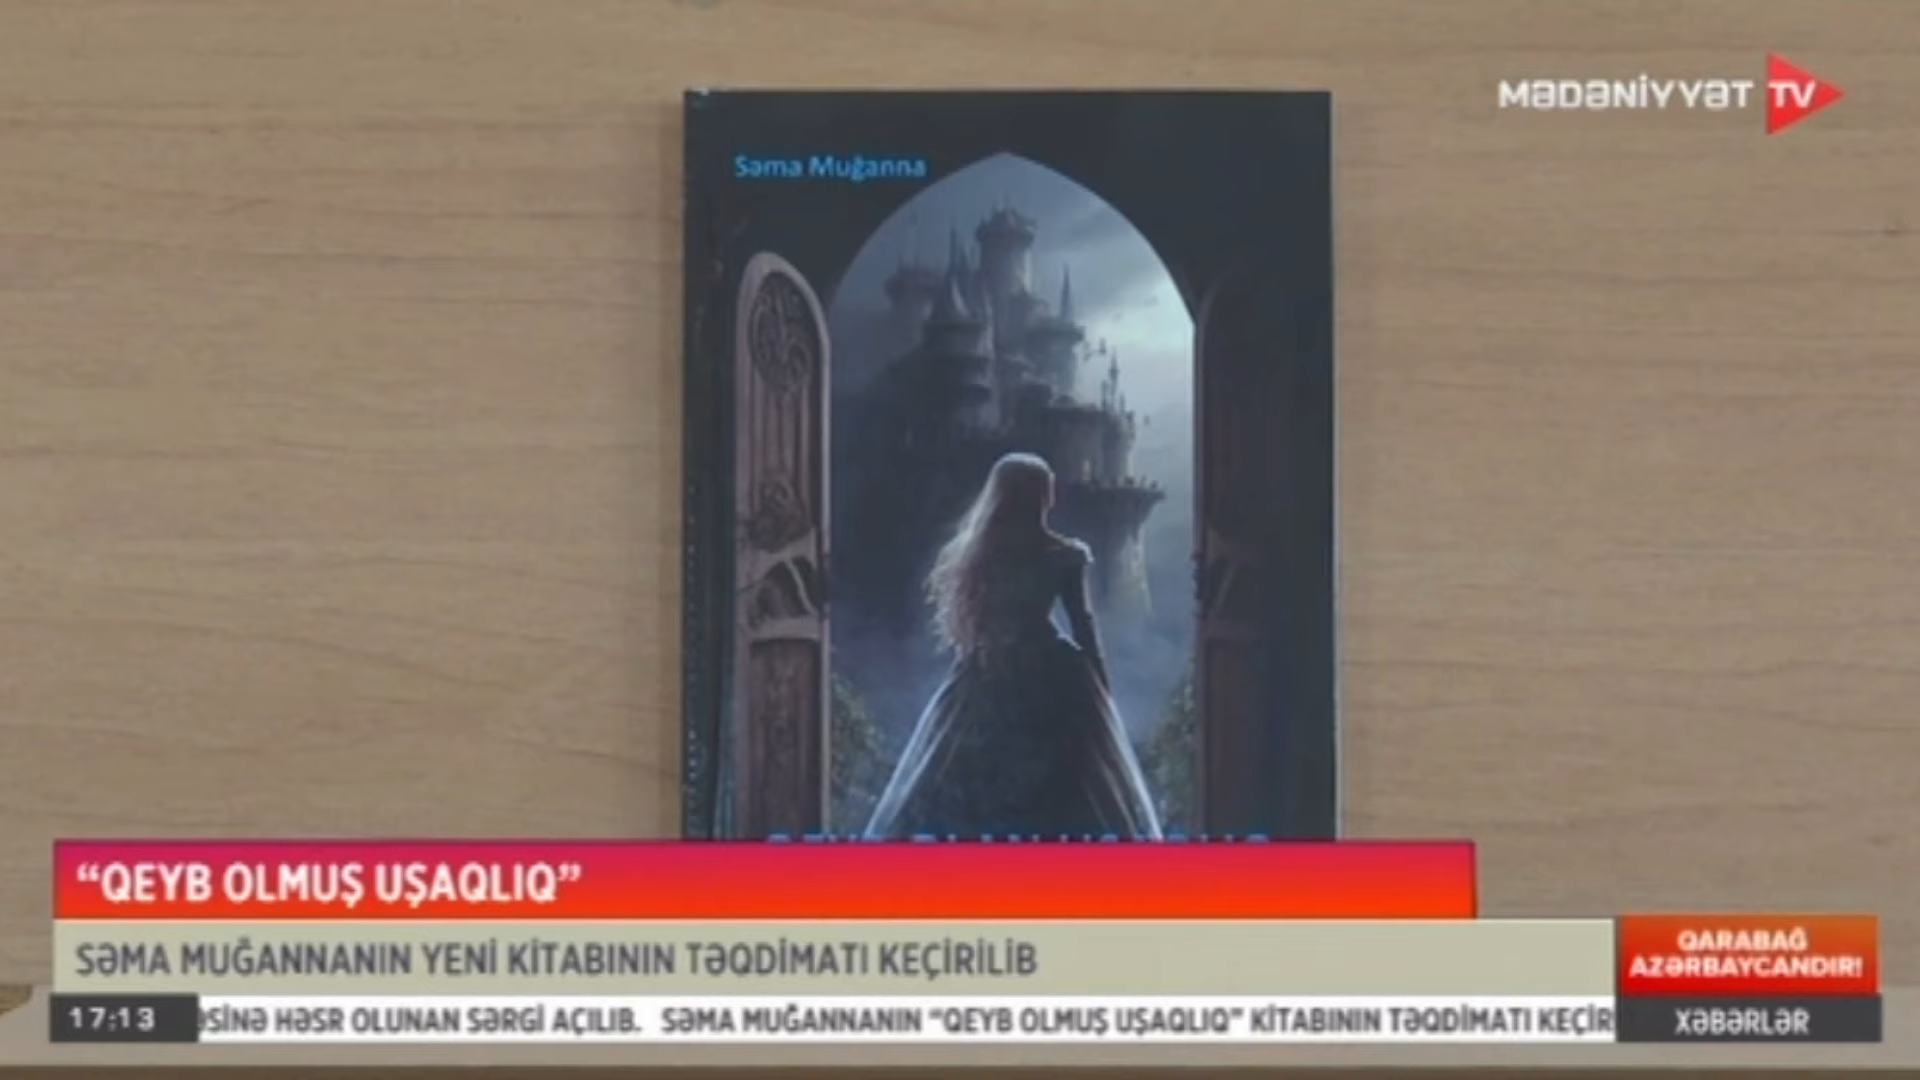 MƏDƏNİYYƏT TV
Səma Muğanna
“QEYB OLMUŞ UŞAQLIQ”
SƏMA MUĞANNANIN YENİ KİTABININ TƏQDİMATI KEÇİRİLİB
QARABAĞ
AZƏRBAYCANDIR!
17:13
HƏSR OLUNAN SƏRGİ AÇILIB. SƏMA MUĞANNANIN “QEYB OLMUŞ UŞAQLIQ” KİTABININ TƏQDİMATI
XƏBƏRLƏR